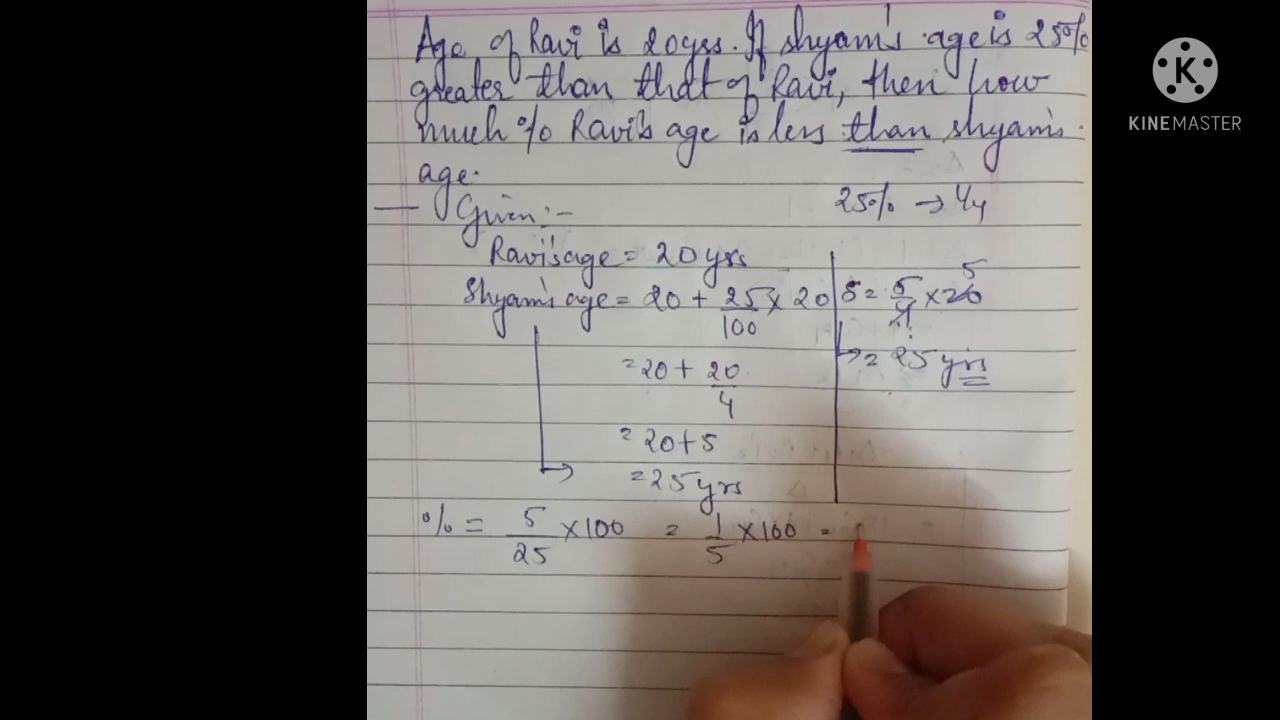 Age of Ravi is 20yrs. If shyam's age is 25%
greater than that of Ravi, then how
much % Ravi's age is less than shyam's
age.
25% → 1/4
Given:-
Ravi's age = 20 yrs
Shyam's age = 20 + 25/100 × 20
= 20 + 20/4
= 20+5
= 25 yrs
S = 5/4 × 20 5
= 25 yrs
% = 5/25 × 100 = 1/5 × 100 =
K
KINEMASTER